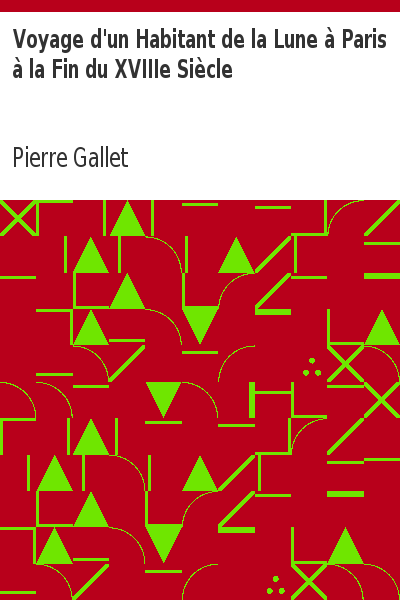 Voyage d'un Habitant de la Lune à Paris
à la Fin du XVIIIe Siècle
Pierre Gallet